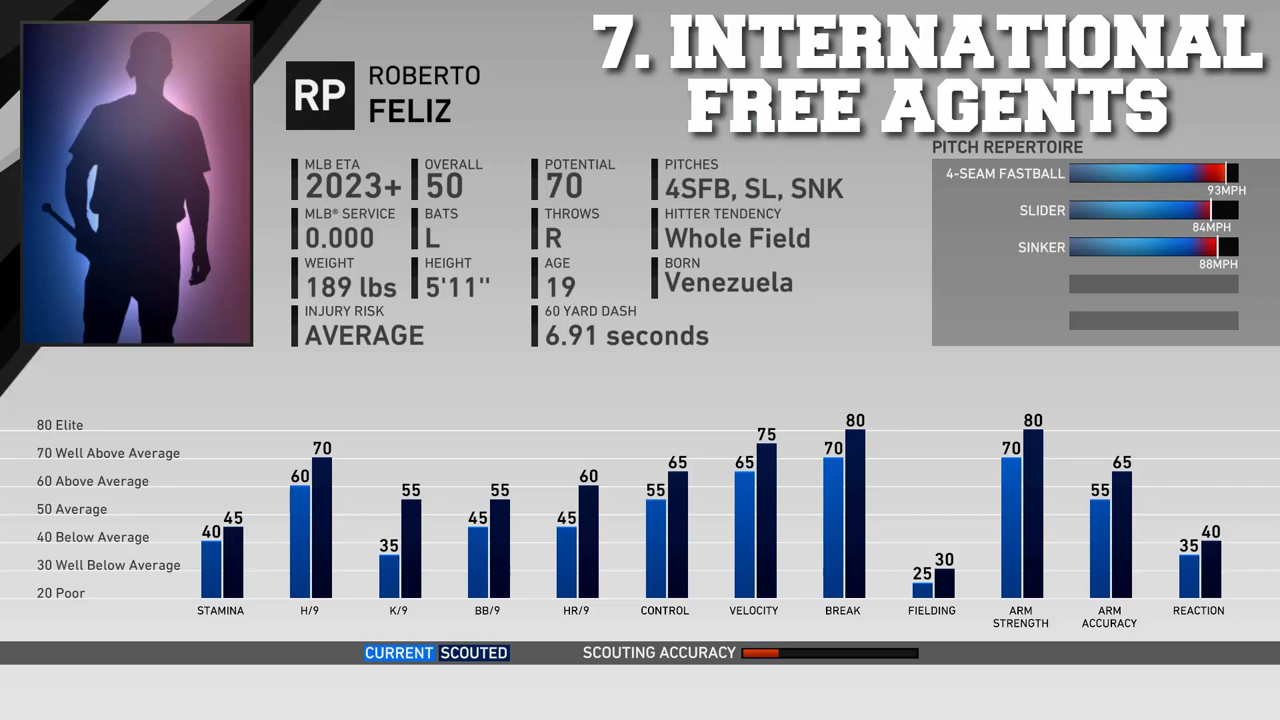 7. INTERNATIONAL
FREE AGENTS
RP
ROBERTO
FELIZ
MLB ETA
2023+
OVERALL
50
POTENTIAL
70
PITCHES
4SFB, SL, SNK
MLB® SERVICE
0.000
BATS
L
THROWS
R
HITTER TENDENCY
Whole Field
WEIGHT
189 lbs
HEIGHT
5'11"
AGE
19
BORN
Venezuela
INJURY RISK
AVERAGE
60 YARD DASH
6.91 seconds
PITCH REPERTOIRE
4-SEAM FASTBALL
93MPH
SLIDER
84MPH
SINKER
88MPH
80 Elite
70 Well Above Average
60 Above Average
50 Average
40 Below Average
30 Well Below Average
20 Poor
40 45
60 70
35 55
45 55
45 60
55 65
65 75
70 80
25 30
70 80
55 65
35 40
STAMINA
H/9
K/9
BB/9
HR/9
CONTROL
VELOCITY
BREAK
FIELDING
ARM
STRENGTH
ARM
ACCURACY
REACTION
CURRENT SCOUTED
SCOUTING ACCURACY